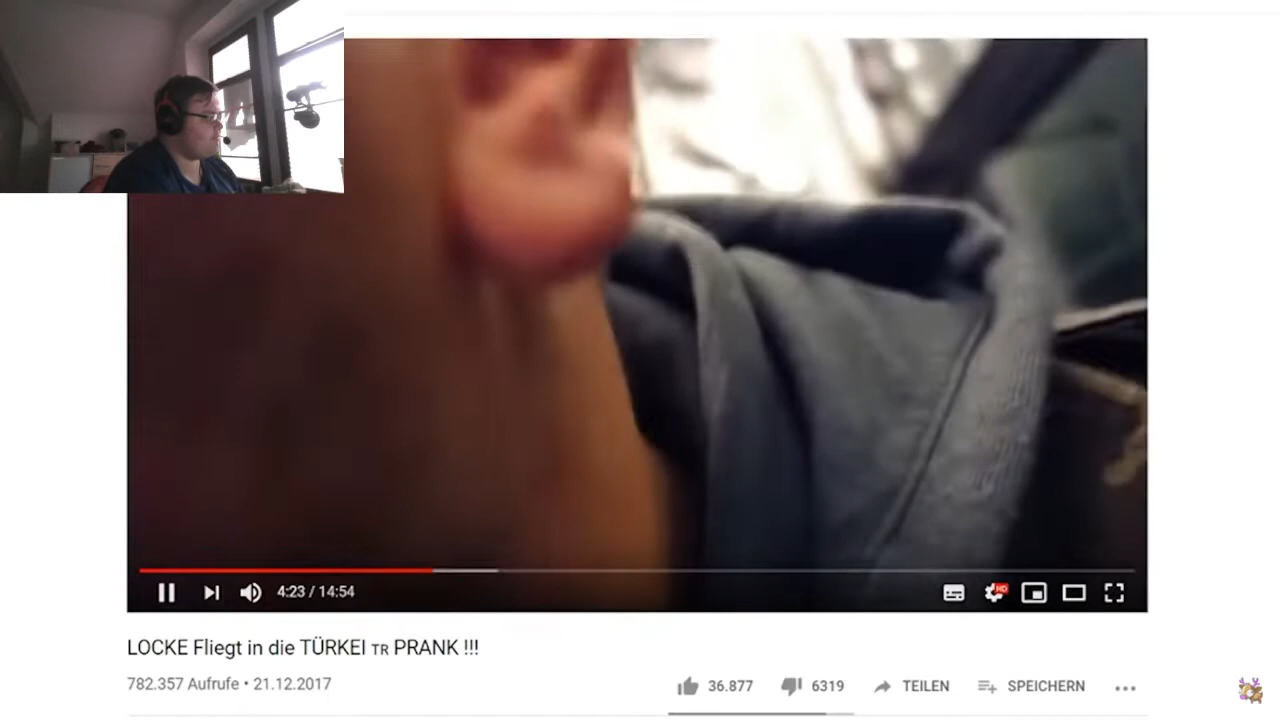 4:23 / 14:54
HD
LOCKE Fliegt in die TÜRKEI TR PRANK !!!
782.357 Aufrufe • 21.12.2017
36.877
6319
TEILEN
SPEICHERN